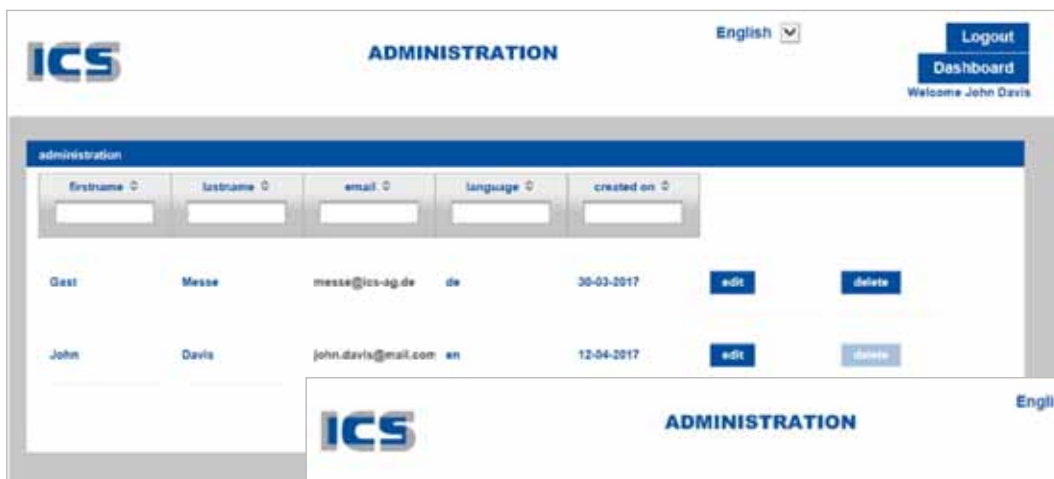 ICS
ADMINISTRATION
English
Logout
Dashboard
Welcome John Davis
administration
firstname lastname email language created on
Gast Messe messe@ics-ag.de de 30-03-2017 edit delete
John Davis john.davis@mail.com en 12-04-2017 edit delete
ICS
ADMINISTRATION
Engli